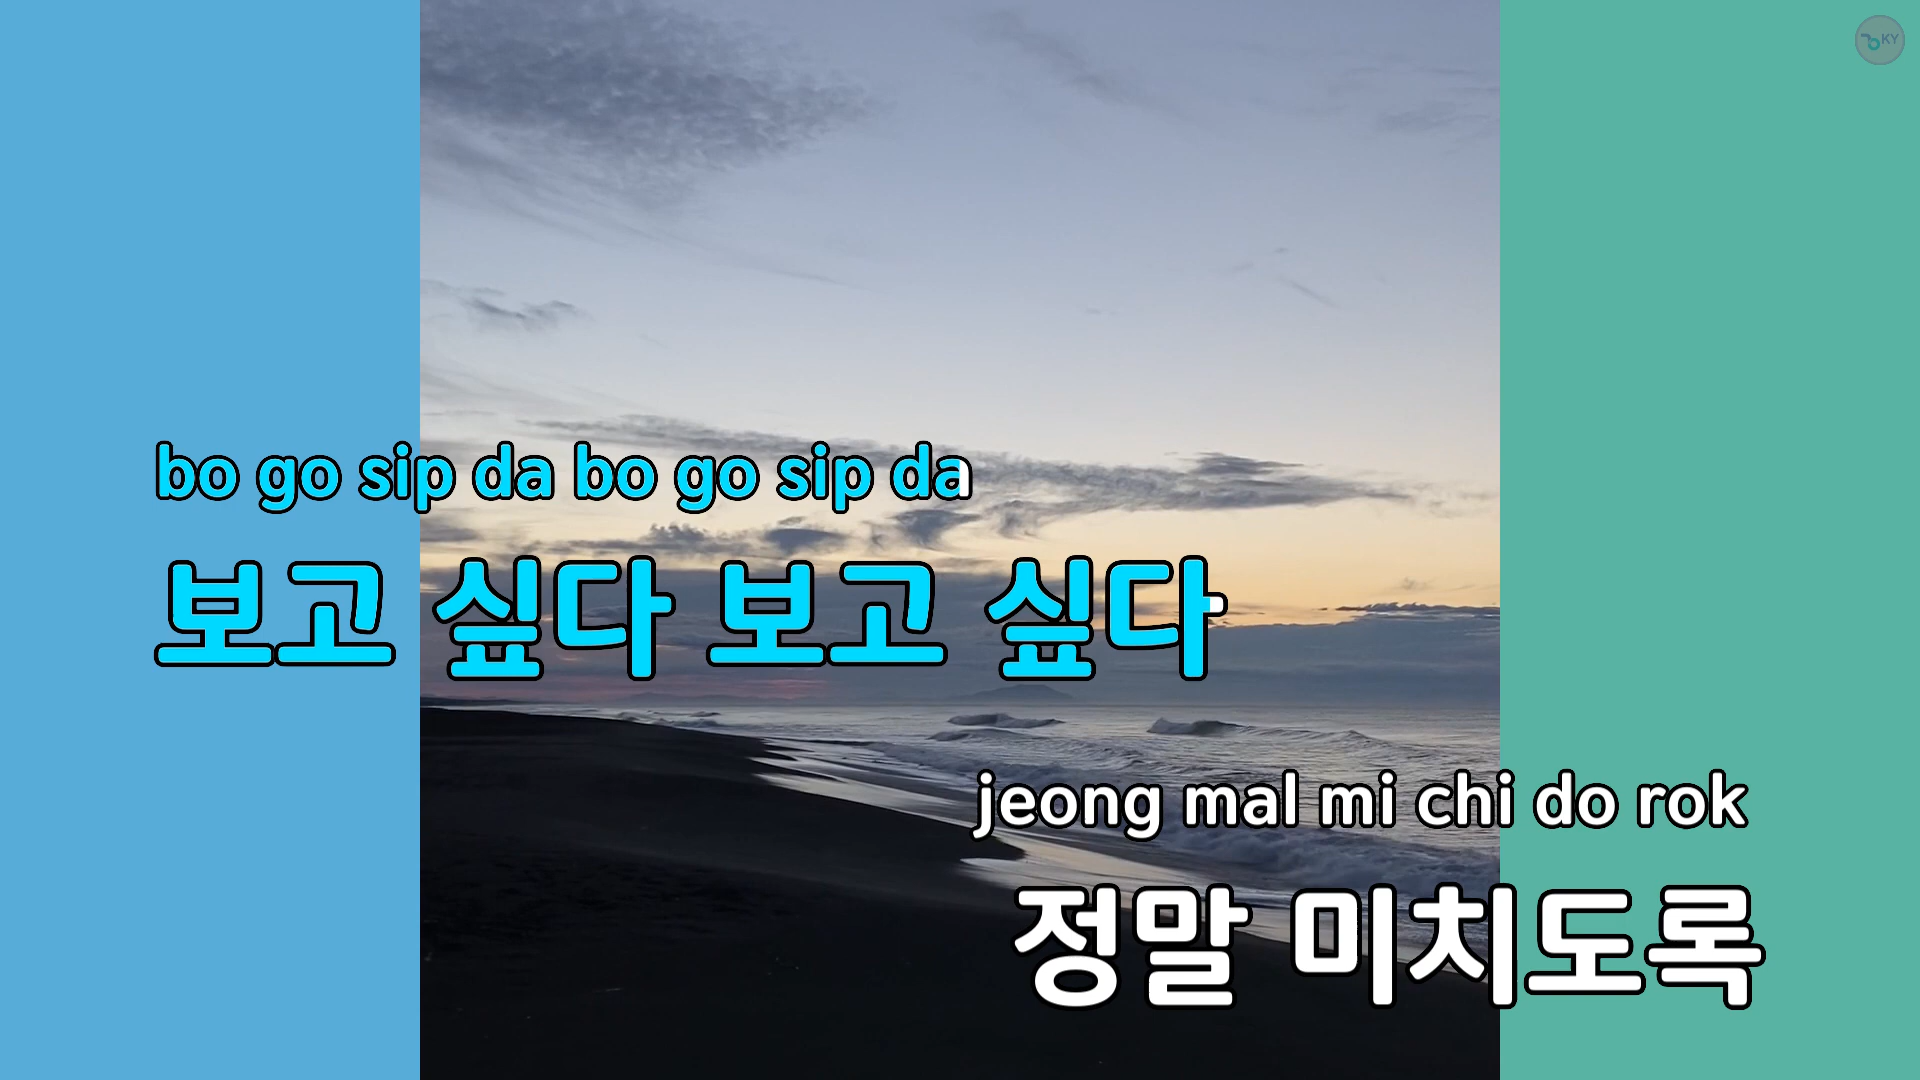 KY
bo go sip da bo go sip da
보고 싶다 보고 싶다
jeong mal mi chi do rok
정말 미치도록